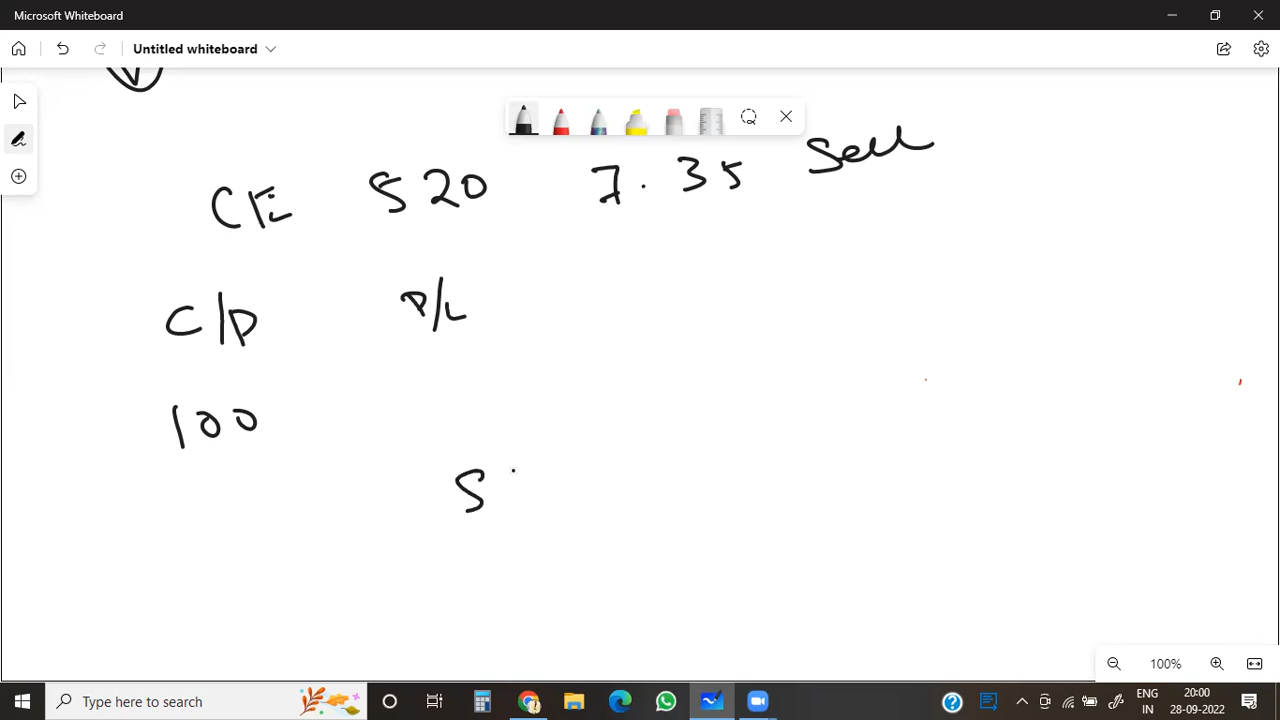 Microsoft Whiteboard
Untitled whiteboard
CE 520 7.35 Sell
C/P P/L
100
S
100%
Type here to search
ENG
IN
20:00
28-09-2022